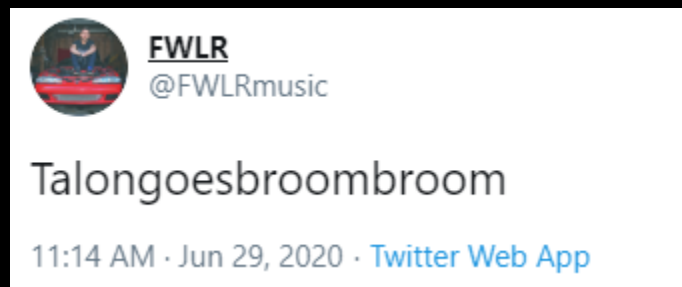 FWLR
@FWLRmusic
Talongoesbroombroom
11:14 AM · Jun 29, 2020 · Twitter Web App